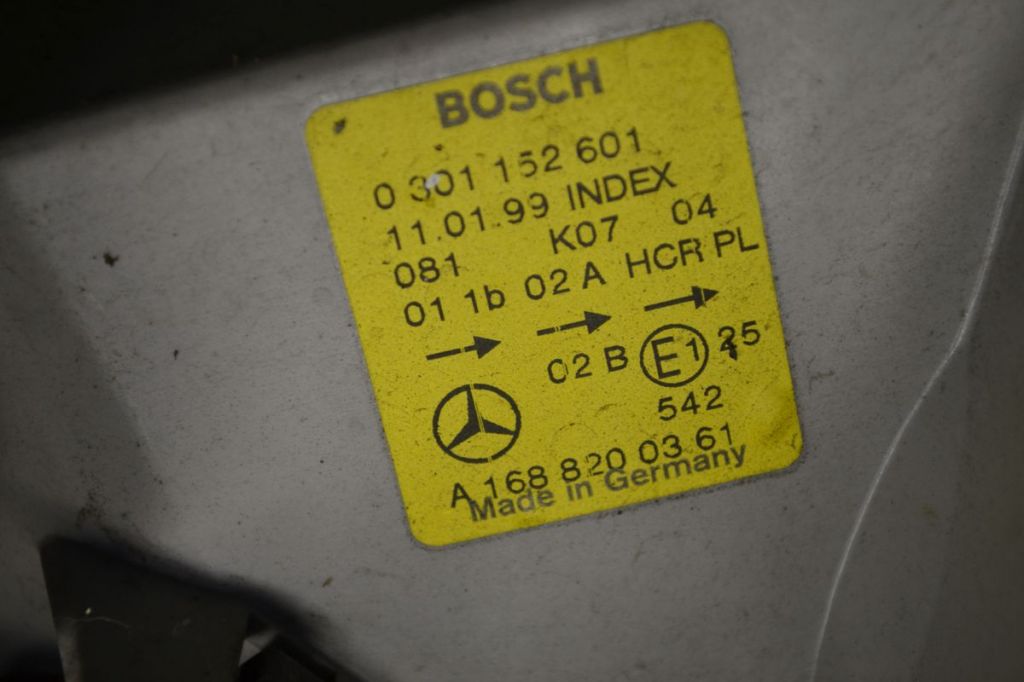 BOSCH
0 301 152 601
11.01.99 INDEX
081 K07 04
01 1b 02 A HCR PL
02 B E1 25
542
A 168 820 03 61
Made in Germany